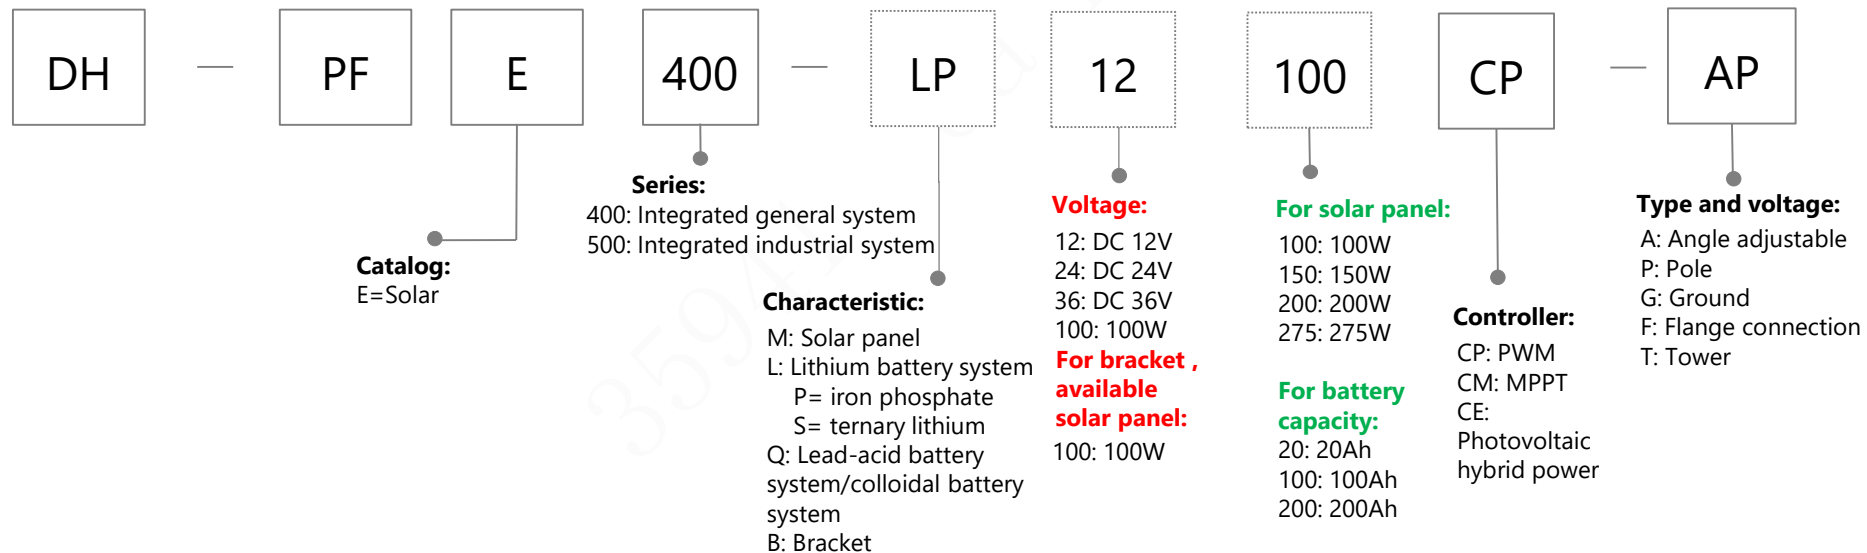 DH — PF E 400 — LP 12 100 CP — AP
Catalog:
E=Solar
Series:
400: Integrated general system
500: Integrated industrial system
Characteristic:
M: Solar panel
L: Lithium battery system
P= iron phosphate
S= ternary lithium
Q: Lead-acid battery
system/colloidal battery
system
B: Bracket
Voltage:
12: DC 12V
24: DC 24V
36: DC 36V
100: 100W
For bracket ,
available
solar panel:
100: 100W
For solar panel:
100: 100W
150: 150W
200: 200W
275: 275W
For battery
capacity:
20: 20Ah
100: 100Ah
200: 200Ah
Controller:
CP: PWM
CM: MPPT
CE:
Photovoltaic
hybrid power
Type and voltage:
A: Angle adjustable
P: Pole
G: Ground
F: Flange connection
T: Tower